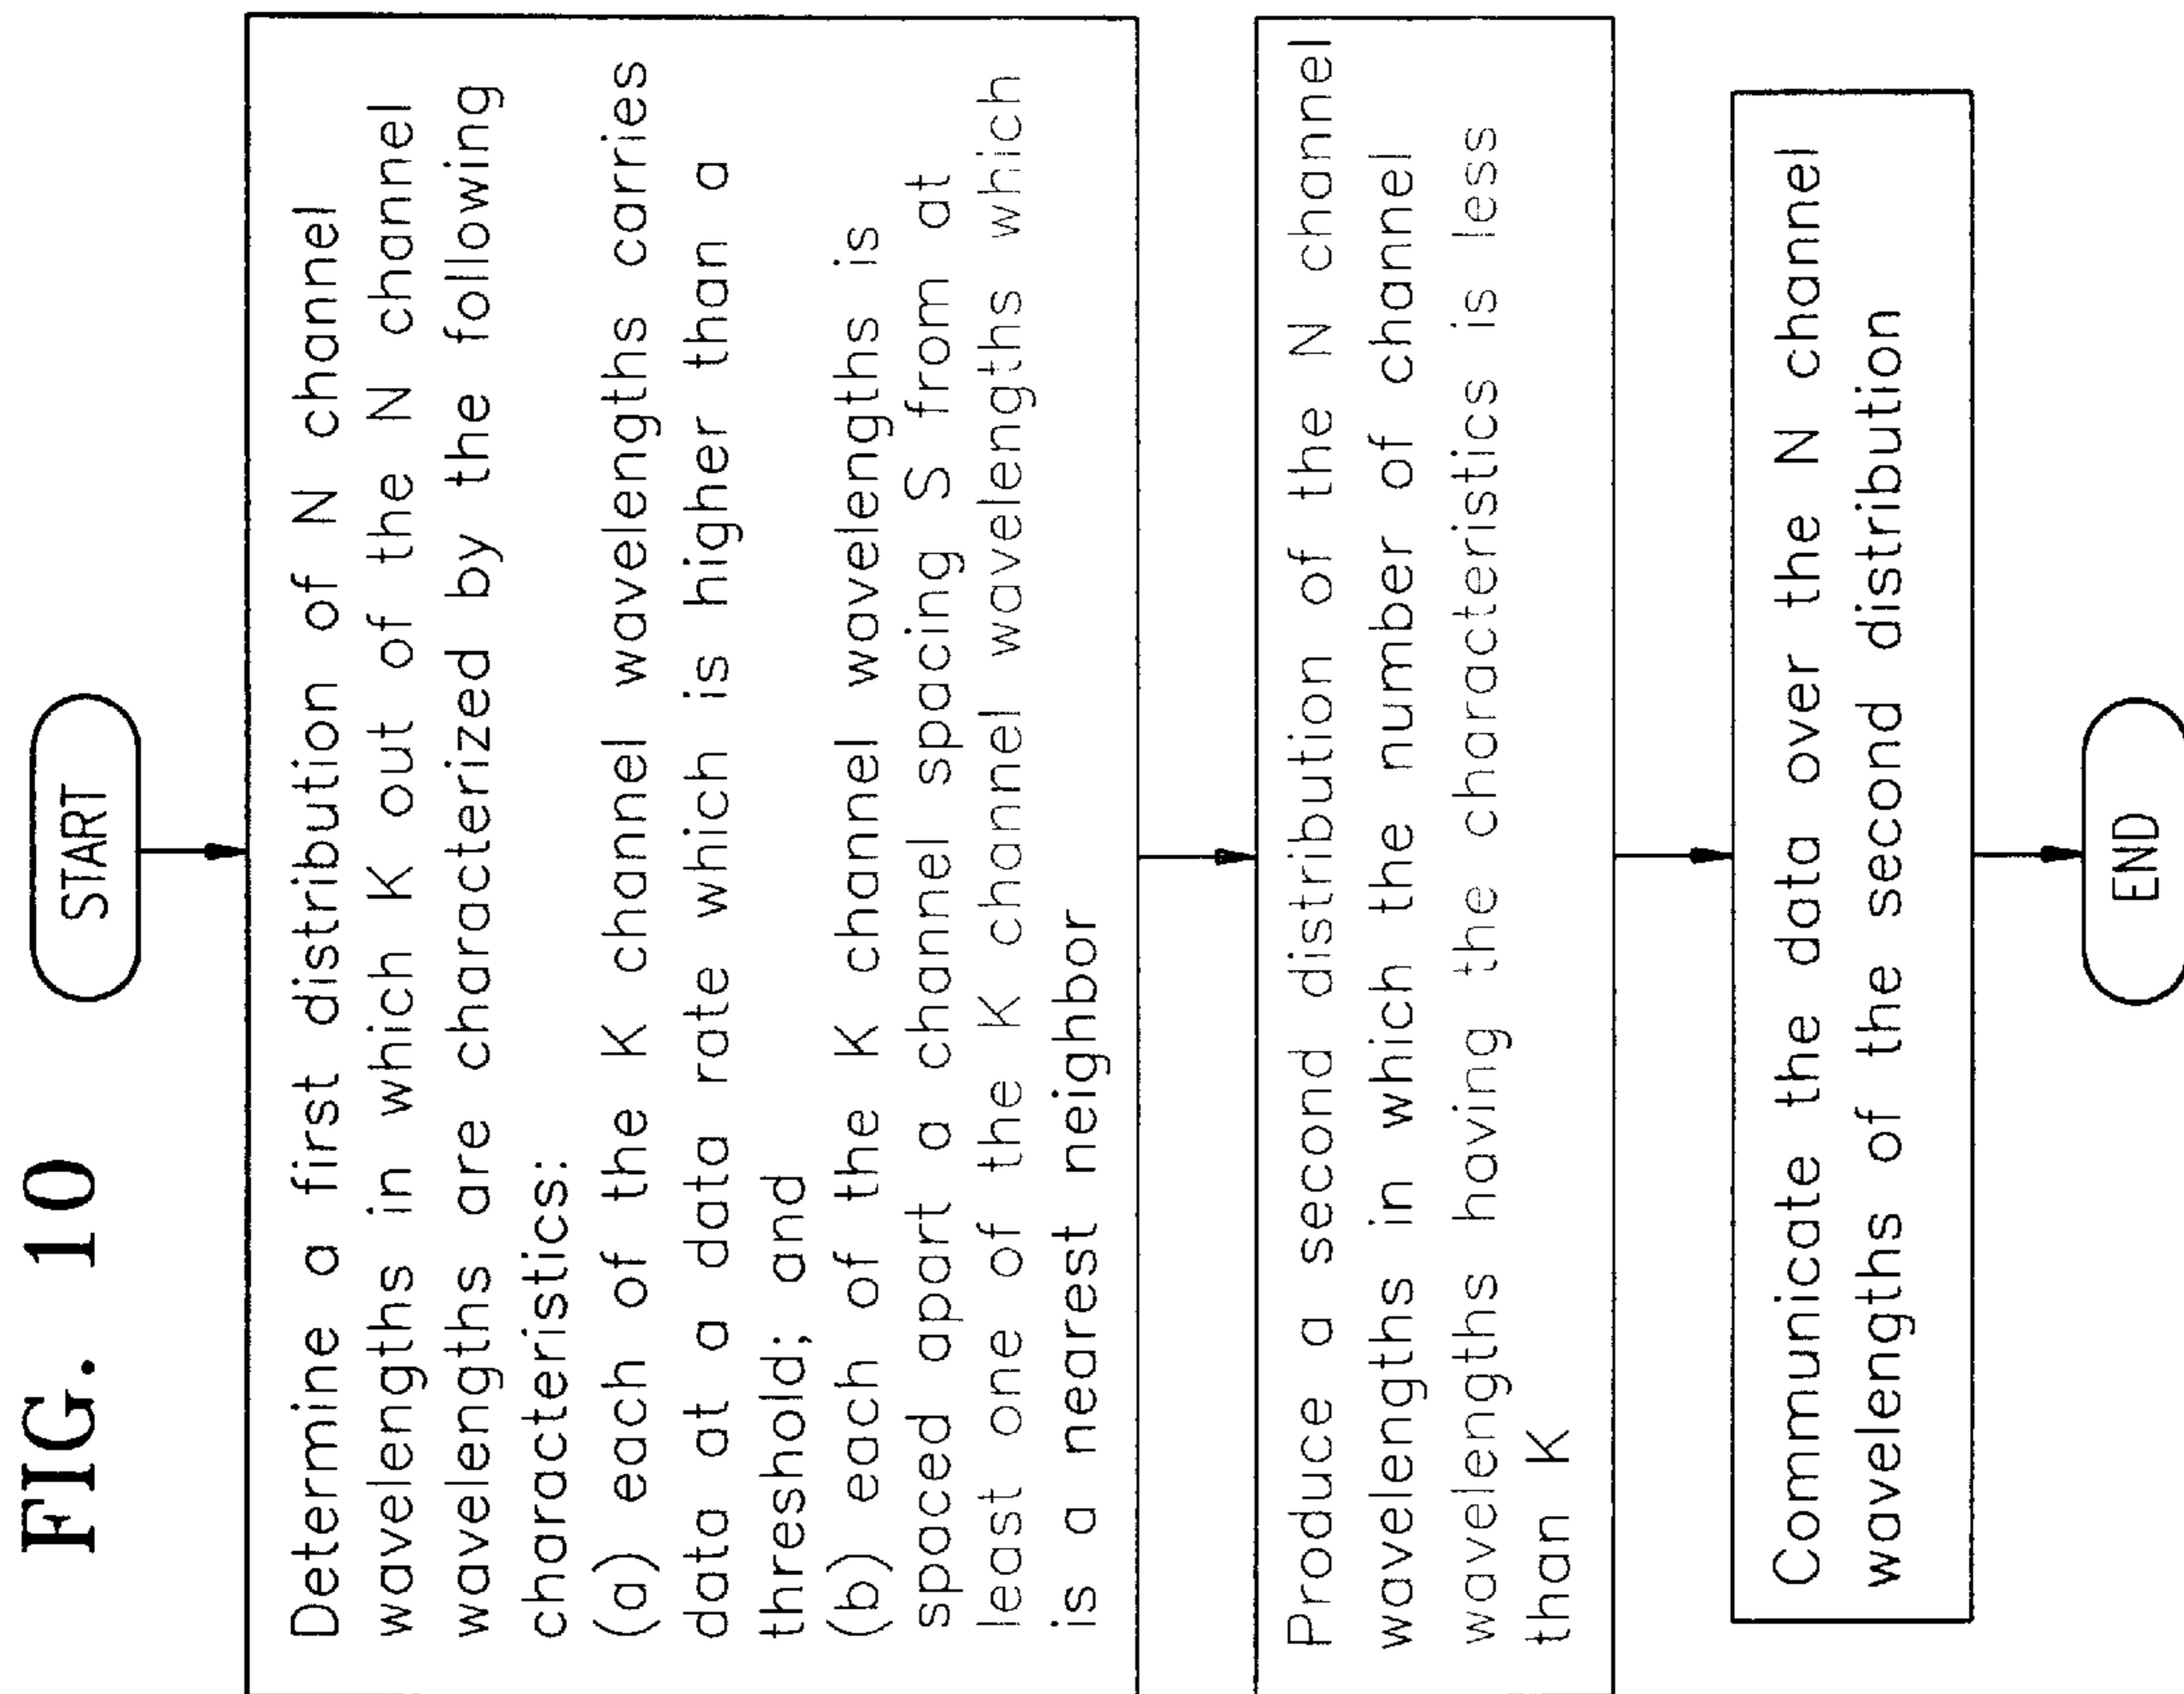 FIG. 10
START
Determine a first distribution of N channel
wavelengths in which K out of the N channel
wavelengths are characterized by the following
characteristics:
(a) each of the K channel wavelengths carries
data at a data rate which is higher than a
threshold; and
(b) each of the K channel wavelengths is
spaced apart a channel spacing S from at
least one of the K channel wavelengths which
is a nearest neighbor
Produce a second distribution of the N channel
wavelengths in which the number of channel
wavelengths having the characteristics is less
than K
Communicate the data over the N channel
wavelengths of the second distribution
END